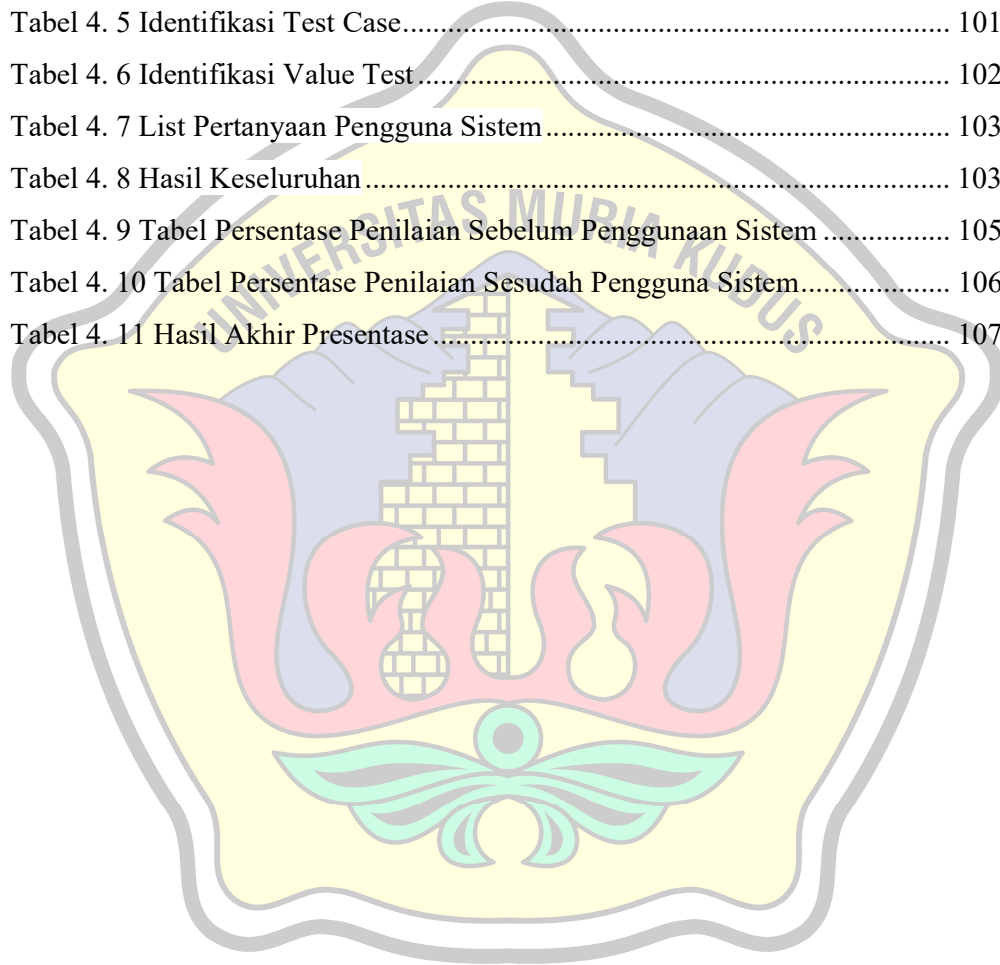 Tabel 4. 5 Identifikasi Test Case.......... 101
Tabel 4. 6 Identifikasi Value Test.......... 102
Tabel 4. 7 List Pertanyaan Pengguna Sistem.......... 103
Tabel 4. 8 Hasil Keseluruhan.......... 103
Tabel 4. 9 Tabel Persentase Penilaian Sebelum Penggunaan Sistem.......... 105
Tabel 4. 10 Tabel Persentase Penilaian Sesudah Pengguna Sistem.......... 106
Tabel 4. 11 Hasil Akhir Presentase.......... 107
UNIVERSITAS MURIA KUDUS